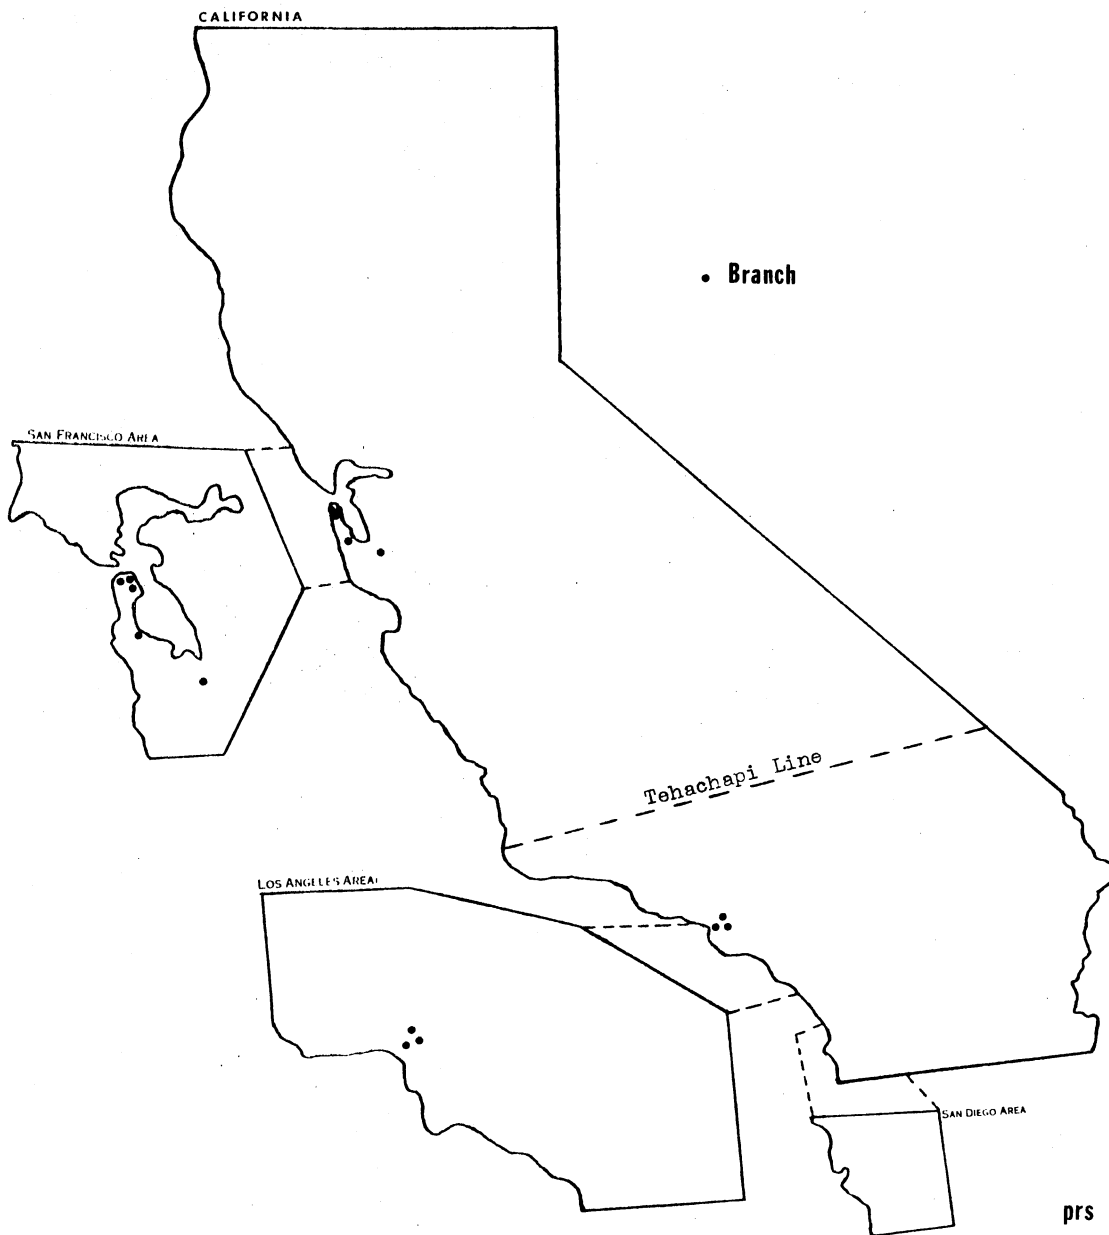 CALIFORNIA
Branch
SAN FRANCISCO AREA
Tehachapi Line
LOS ANGELES AREA
SAN DIEGO AREA
prs